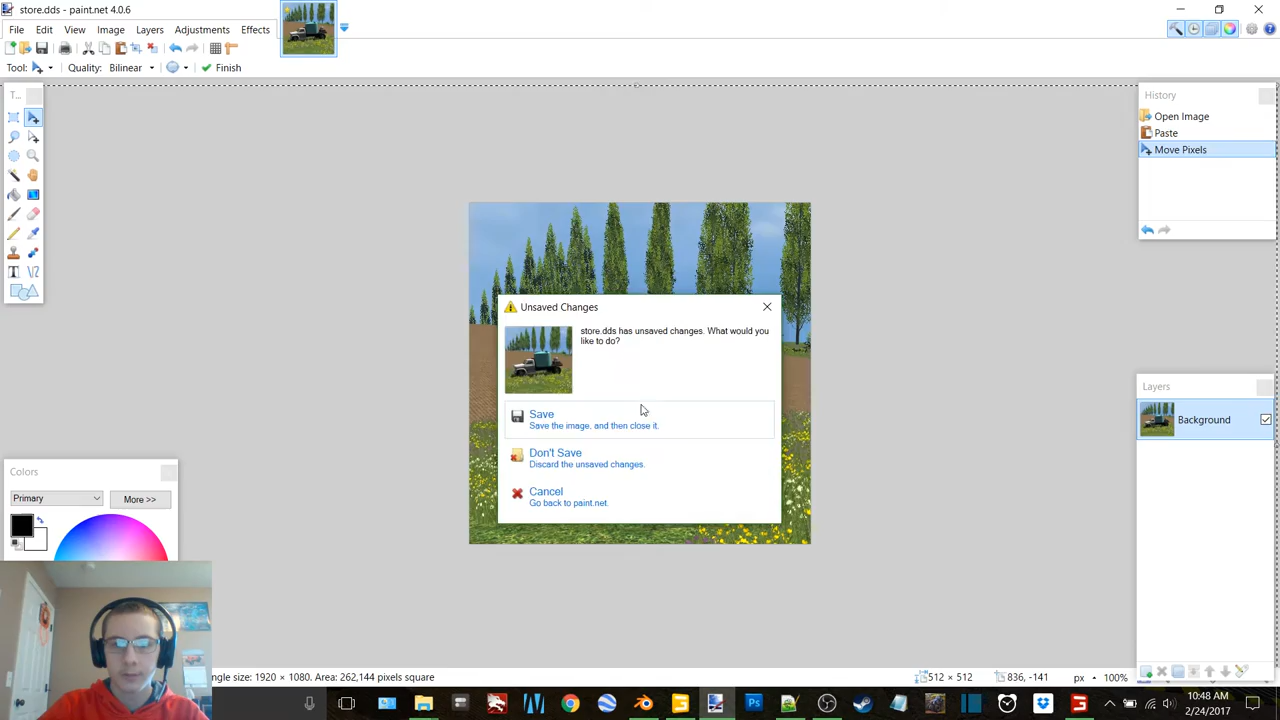 store.dds - paint.net 4.0.6
File Edit View Image Layers Adjustments Effects
Tool: Quality: Bilinear Finish
T...
History
Open Image
Paste
Move Pixels
Unsaved Changes
store.dds has unsaved changes. What would you
like to do?
Save
Save the image, and then close it.
Don't Save
Discard the unsaved changes.
Cancel
Go back to paint.net.
Layers
Background
Colors
Primary More >>
ngle size: 1920 × 1080. Area: 262,144 pixels square 512 × 512 836, -141 px 100%
10:48 AM
2/24/2017